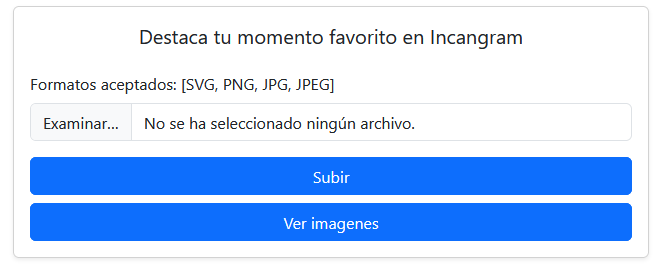 Destaca tu momento favorito en Incangram
Formatos aceptados: [SVG, PNG, JPG, JPEG]
Examinar... No se ha seleccionado ningún archivo.
Subir
Ver imagenes